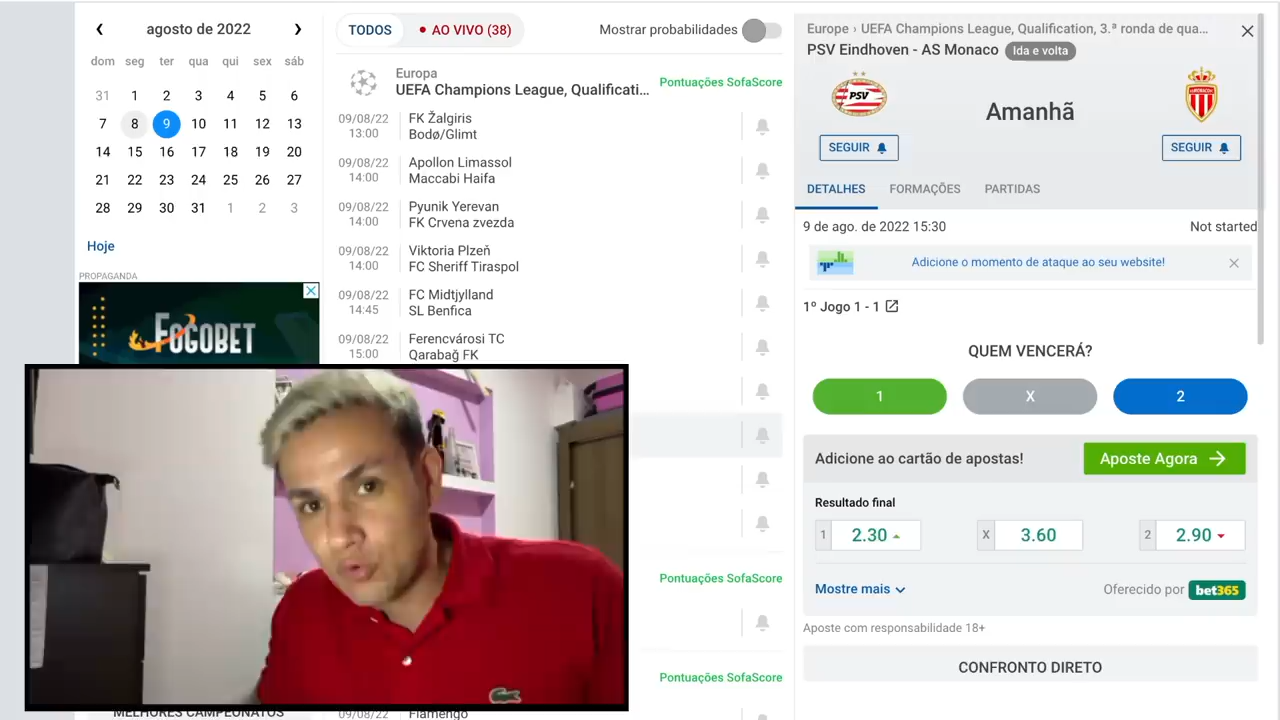 agosto de 2022
dom seg ter qua qui sex sáb
31 1 2 3 4 5 6
7 8 9 10 11 12 13
14 15 16 17 18 19 20
21 22 23 24 25 26 27
28 29 30 31 1 2 3
Hoje
PROPAGANDA
FOGOBET
MELHORES CAMPEONATOS
TODOS
AO VIVO (38)
Mostrar probabilidades
Europa
UEFA Champions League, Qualificati...
Pontuações SofaScore
09/08/22 FK Žalgiris
13:00 Bodø/Glimt
09/08/22 Apollon Limassol
14:00 Maccabi Haifa
09/08/22 Pyunik Yerevan
14:00 FK Crvena zvezda
09/08/22 Viktoria Plzeň
14:00 FC Sheriff Tiraspol
09/08/22 FC Midtjylland
14:45 SL Benfica
09/08/22 Ferencvárosi TC
15:00 Qarabağ FK
Pontuações SofaScore
Pontuações SofaScore
09/08/22 Flamengo
Europe › UEFA Champions League, Qualification, 3.ª ronda de qua...
PSV Eindhoven - AS Monaco Ida e volta
PSV
Amanhã
SEGUIR
SEGUIR
DETALHES FORMAÇÕES PARTIDAS
9 de ago. de 2022 15:30 Not started
Adicione o momento de ataque ao seu website!
1º Jogo 1 - 1
QUEM VENCERÁ?
1 X 2
Adicione ao cartão de apostas!
Aposte Agora
Resultado final
1 2.30 X 3.60 2 2.90
Mostre mais
Oferecido por bet365
Aposte com responsabilidade 18+
CONFRONTO DIRETO